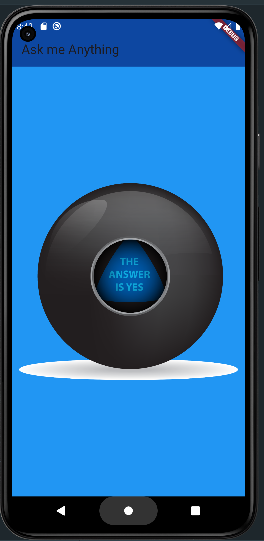 Ask me Anything
DEBUG
THE
ANSWER
IS YES